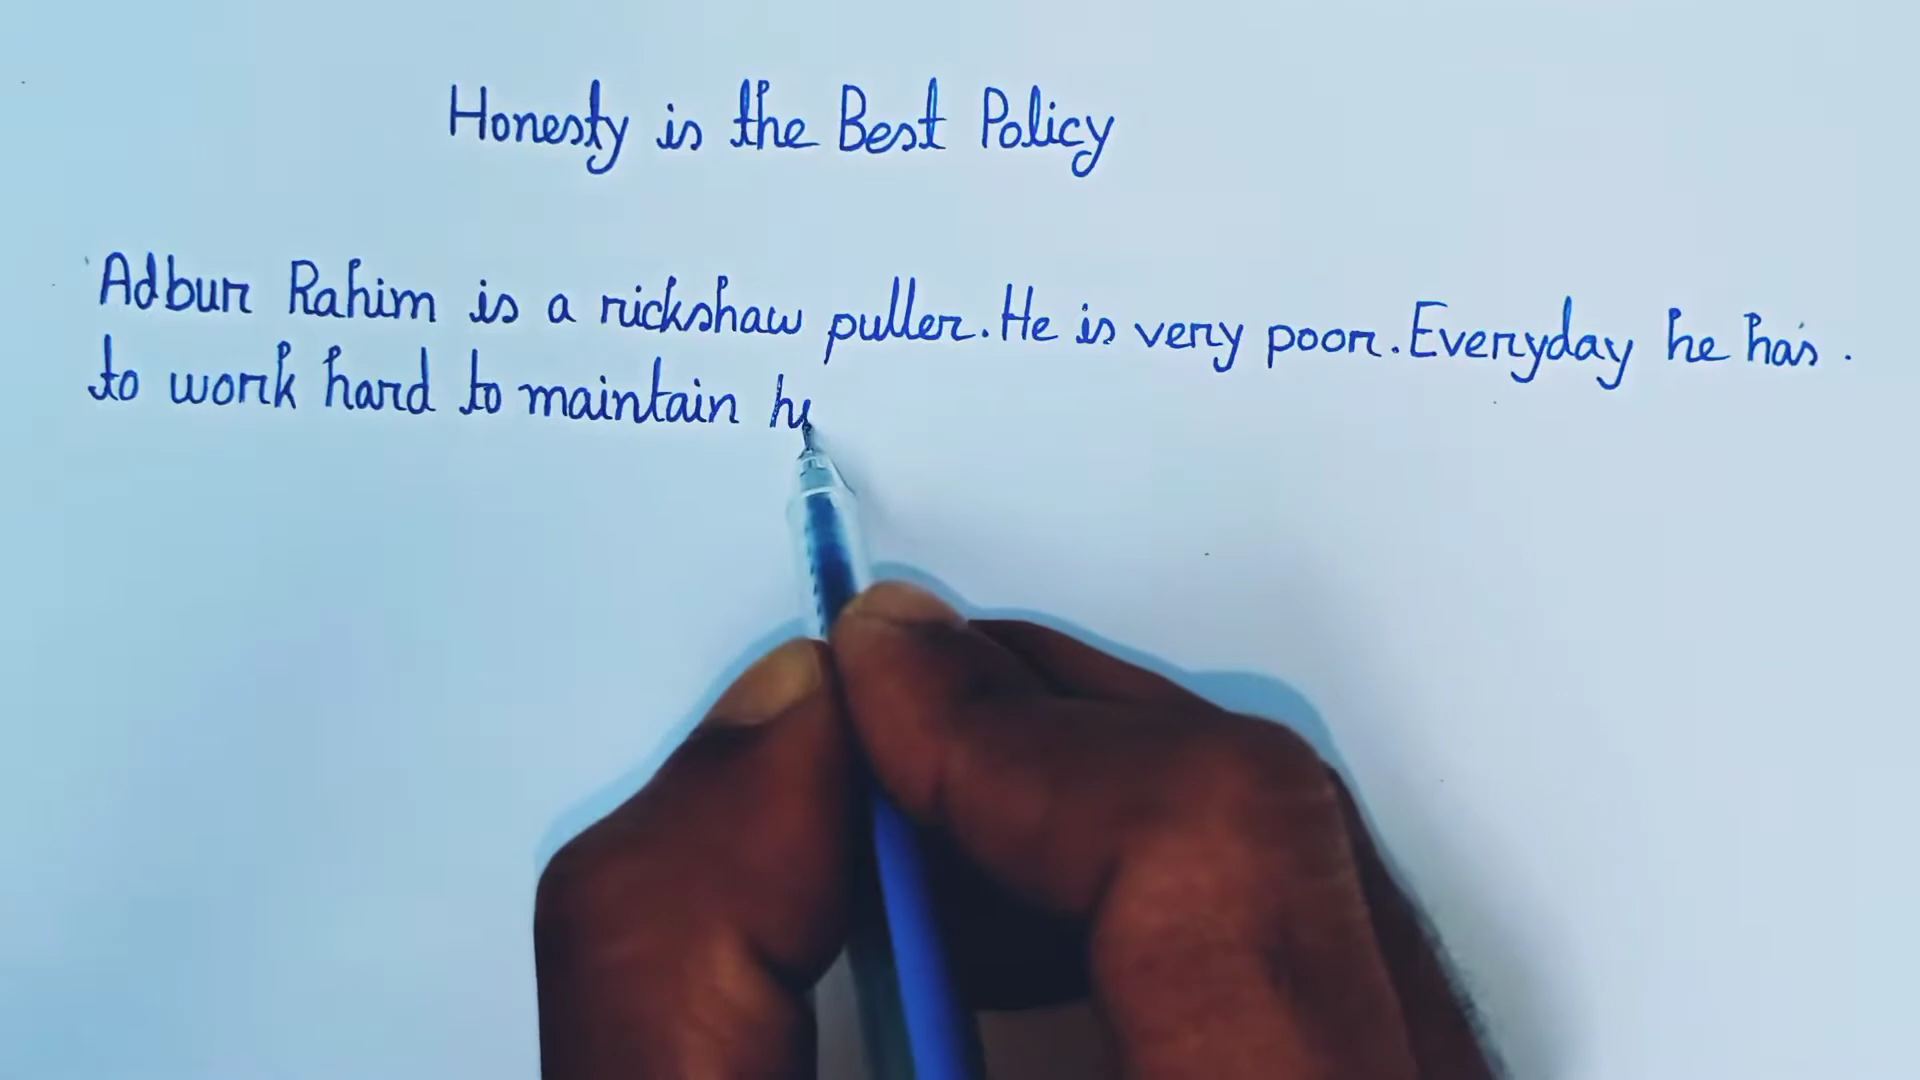 Honesty is the Best Policy
Adbur Rahim is a rickshaw puller. He is very poor. Everyday he has.
to work hard to maintain